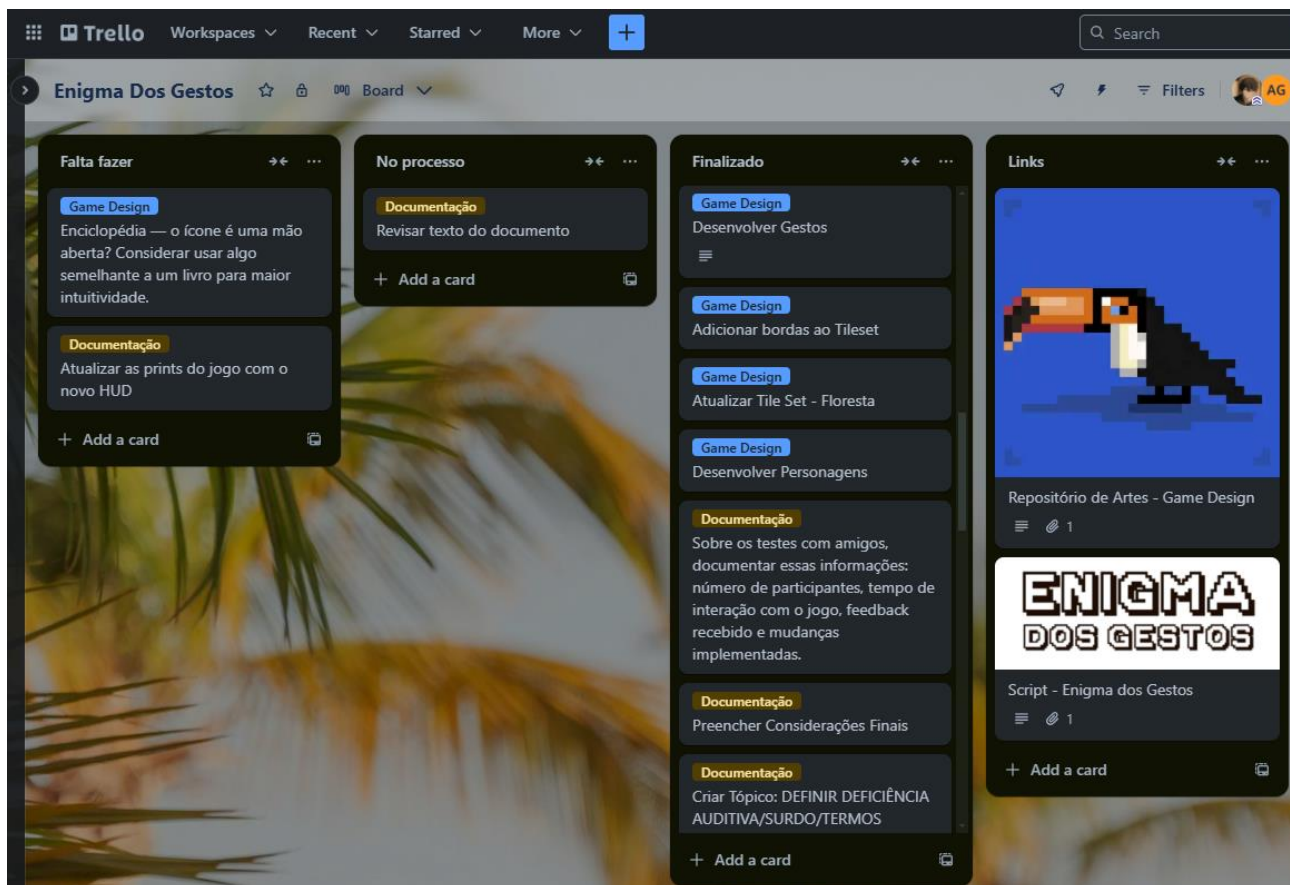 Trello
Workspaces
Recent
Starred
More
Search
Enigma Dos Gestos
Board
Filters
AG
Falta fazer
Game Design
Enciclopédia — o ícone é uma mão
aberta? Considerar usar algo
semelhante a um livro para maior
intuitividade.
Documentação
Atualizar as prints do jogo com o
novo HUD
+ Add a card
No processo
Documentação
Revisar texto do documento
+ Add a card
Finalizado
Game Design
Desenvolver Gestos
Game Design
Adicionar bordas ao Tileset
Game Design
Atualizar Tile Set - Floresta
Game Design
Desenvolver Personagens
Documentação
Sobre os testes com amigos,
documentar essas informações:
número de participantes, tempo de
interação com o jogo, feedback
recebido e mudanças
implementadas.
Documentação
Preencher Considerações Finais
Documentação
Criar Tópico: DEFINIR DEFICIÊNCIA
AUDITIVA/SURDO/TERMOS
+ Add a card
Links
Repositório de Artes - Game Design
1
ENIGMA
DOS GESTOS
Script - Enigma dos Gestos
1
+ Add a card